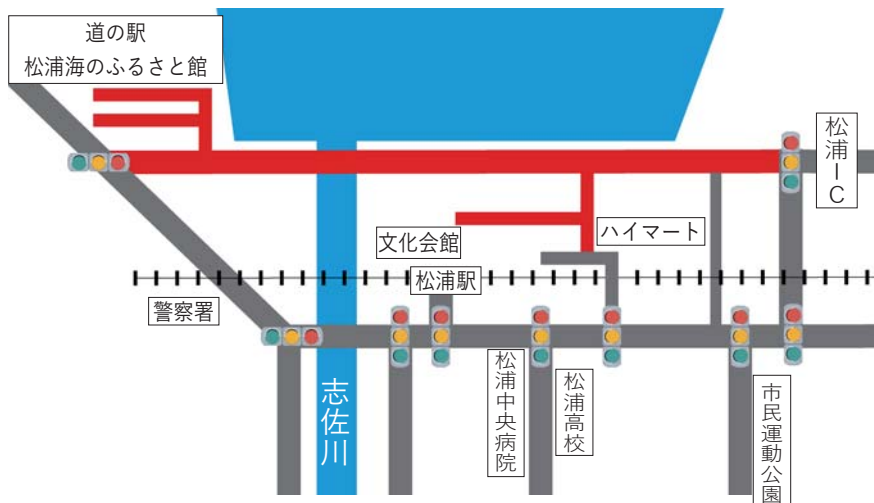 道の駅
松浦海のふるさと館
松浦IC
文化会館
ハイマート
松浦駅
警察署
志佐川
松浦中央病院
松浦高校
市民運動公園